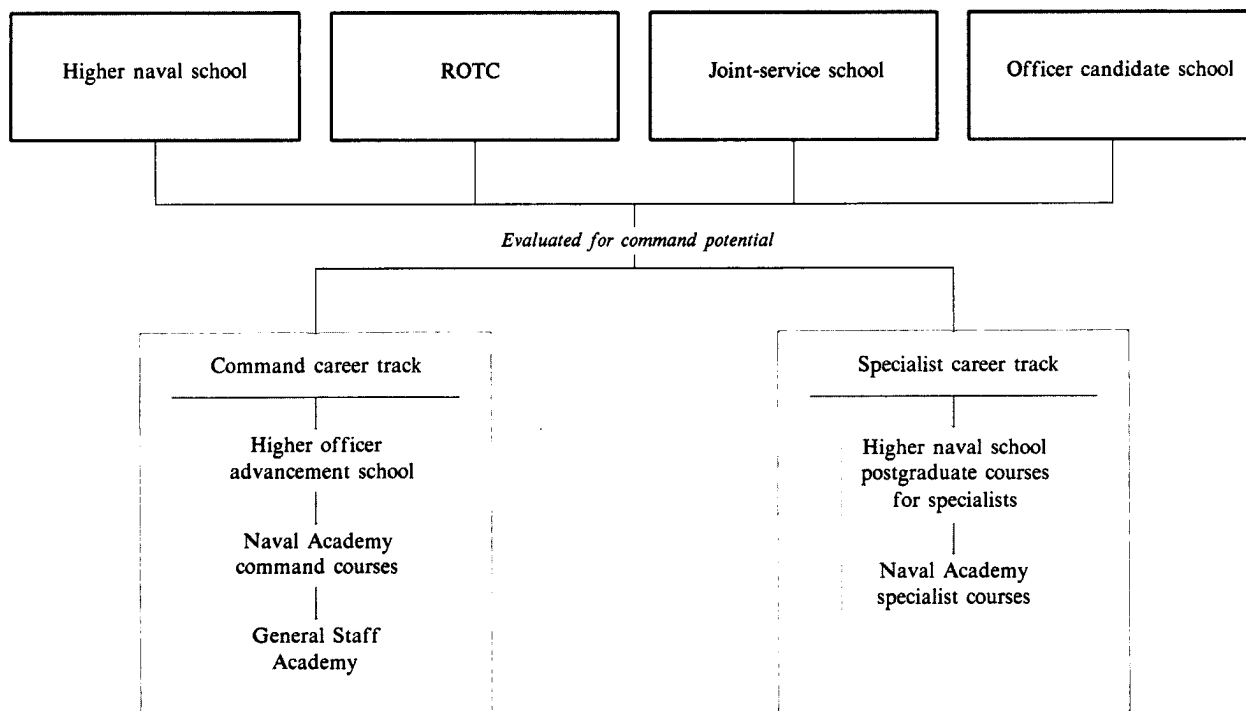 Higher naval school
ROTC
Joint-service school
Officer candidate school
Evaluated for command potential
Command career track
Higher officer
advancement school
Naval Academy
command courses
General Staff
Academy
Specialist career track
Higher naval school
postgraduate courses
for specialists
Naval Academy
specialist courses